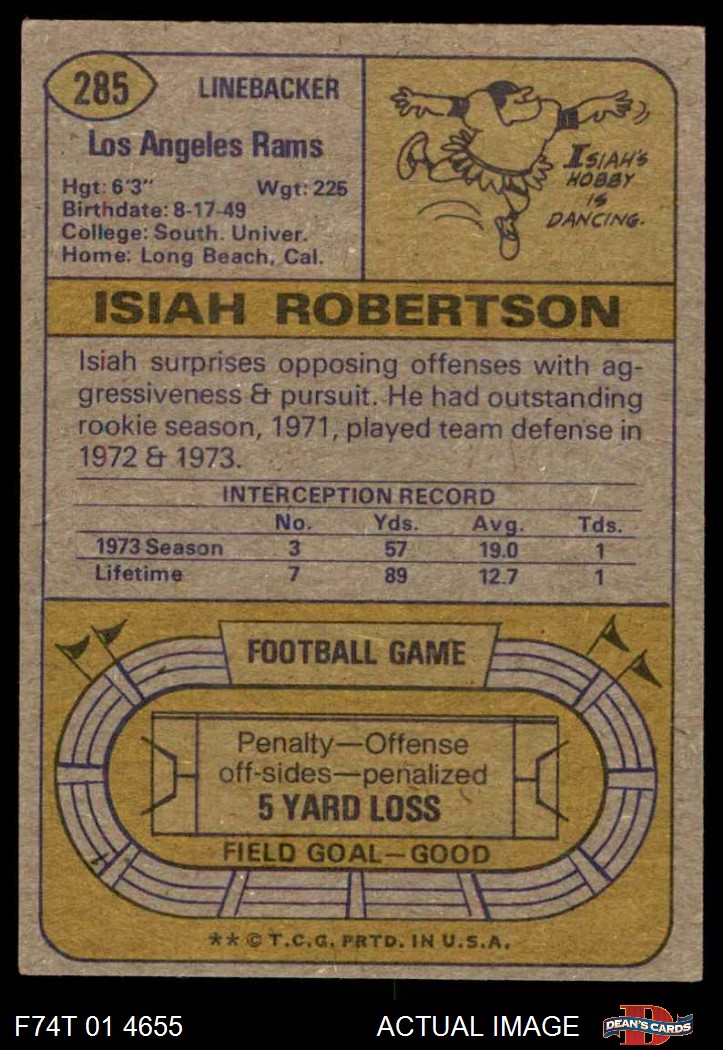 285
LINEBACKER
Los Angeles Rams
Hgt: 6'3" Wgt: 225
Birthdate: 8-17-49
College: South. Univer.
Home: Long Beach, Cal.
ISIAH'S
HOBBY
IS
DANCING.
ISIAH ROBERTSON
Isiah surprises opposing offenses with ag-
gressiveness & pursuit. He had outstanding
rookie season, 1971, played team defense in
1972 & 1973.
INTERCEPTION RECORD
No. Yds. Avg. Tds.
1973 Season 3 57 19.0 1
Lifetime 7 89 12.7 1
FOOTBALL GAME
Penalty—Offense
off-sides—penalized
5 YARD LOSS
FIELD GOAL—GOOD
** © T.C.G. PRTD. IN U.S.A.
F74T 01 4655 ACTUAL IMAGE
D
DEAN'S CARDS